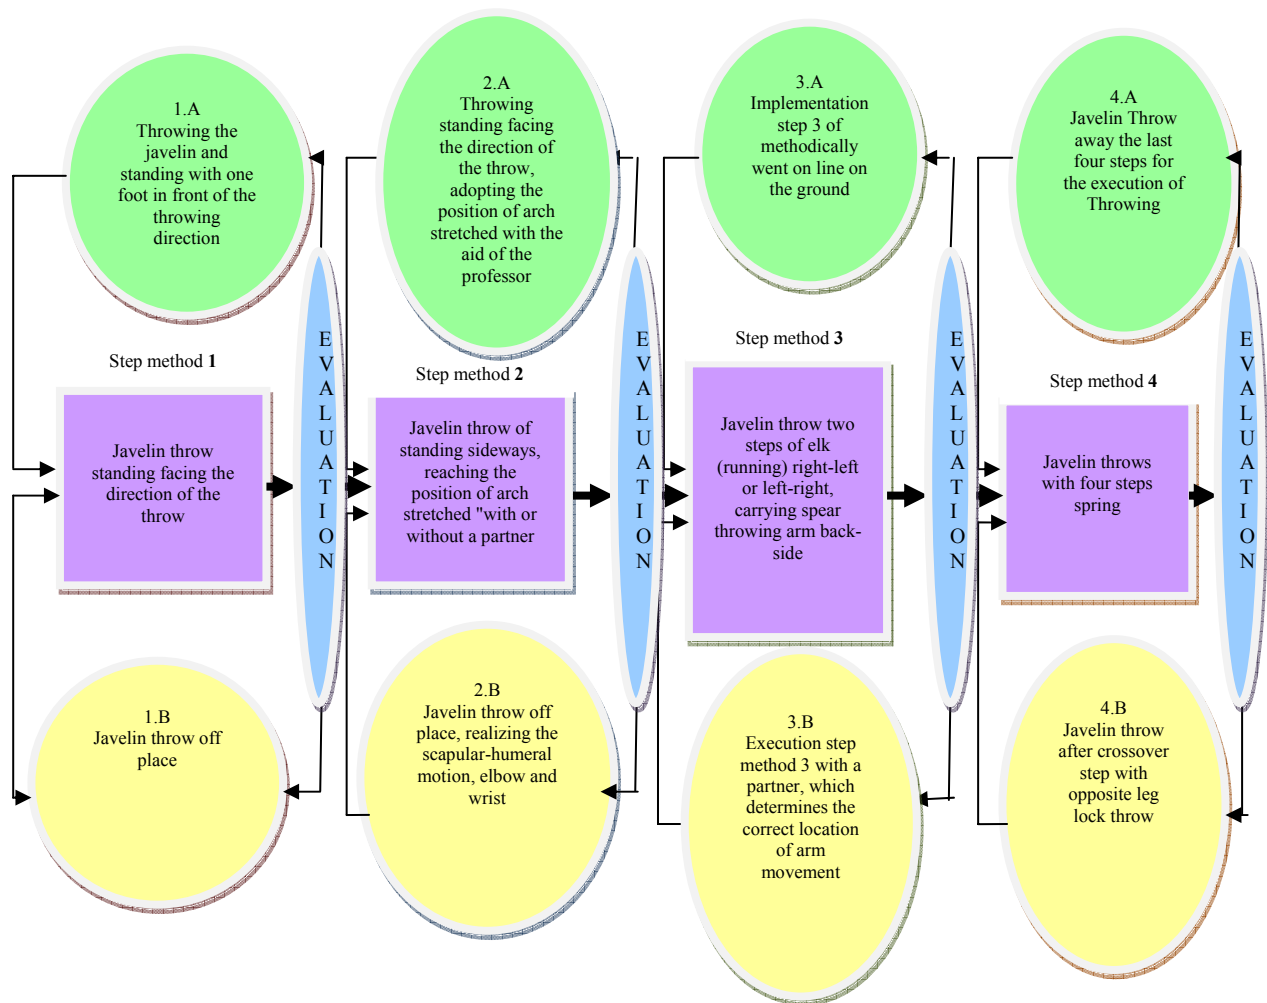 1.A
Throwing the
javelin and
standing with one
foot in front of the
throwing
direction
2.A
Throwing
standing facing
the direction of
the throw,
adopting the
position of arch
stretched with the
aid of the
professor
3.A
Implementation
step 3 of
methodically
went on line on
the ground
4.A
Javelin Throw
away the last
four steps for
the execution of
Throwing
Step method 1
Javelin throw
standing facing the
direction of the
throw
E
V
A
L
U
A
T
I
O
N
Step method 2
Javelin throw of
standing sideways,
reaching the
position of arch
stretched "with or
without a partner
E
V
A
L
U
A
T
I
O
N
Step method 3
Javelin throw two
steps of elk
(running) right-left
or left-right,
carrying spear
throwing arm back-
side
E
V
A
L
U
A
T
I
O
N
Step method 4
Javelin throws
with four steps
spring
E
V
A
L
U
A
T
I
O
N
1.B
Javelin throw off
place
2.B
Javelin throw off
place, realizing the
scapular-humeral
motion, elbow and
wrist
3.B
Execution step
method 3 with a
partner, which
determines the
correct location
of arm
movement
4.B
Javelin throw
after crossover
step with
opposite leg
lock throw